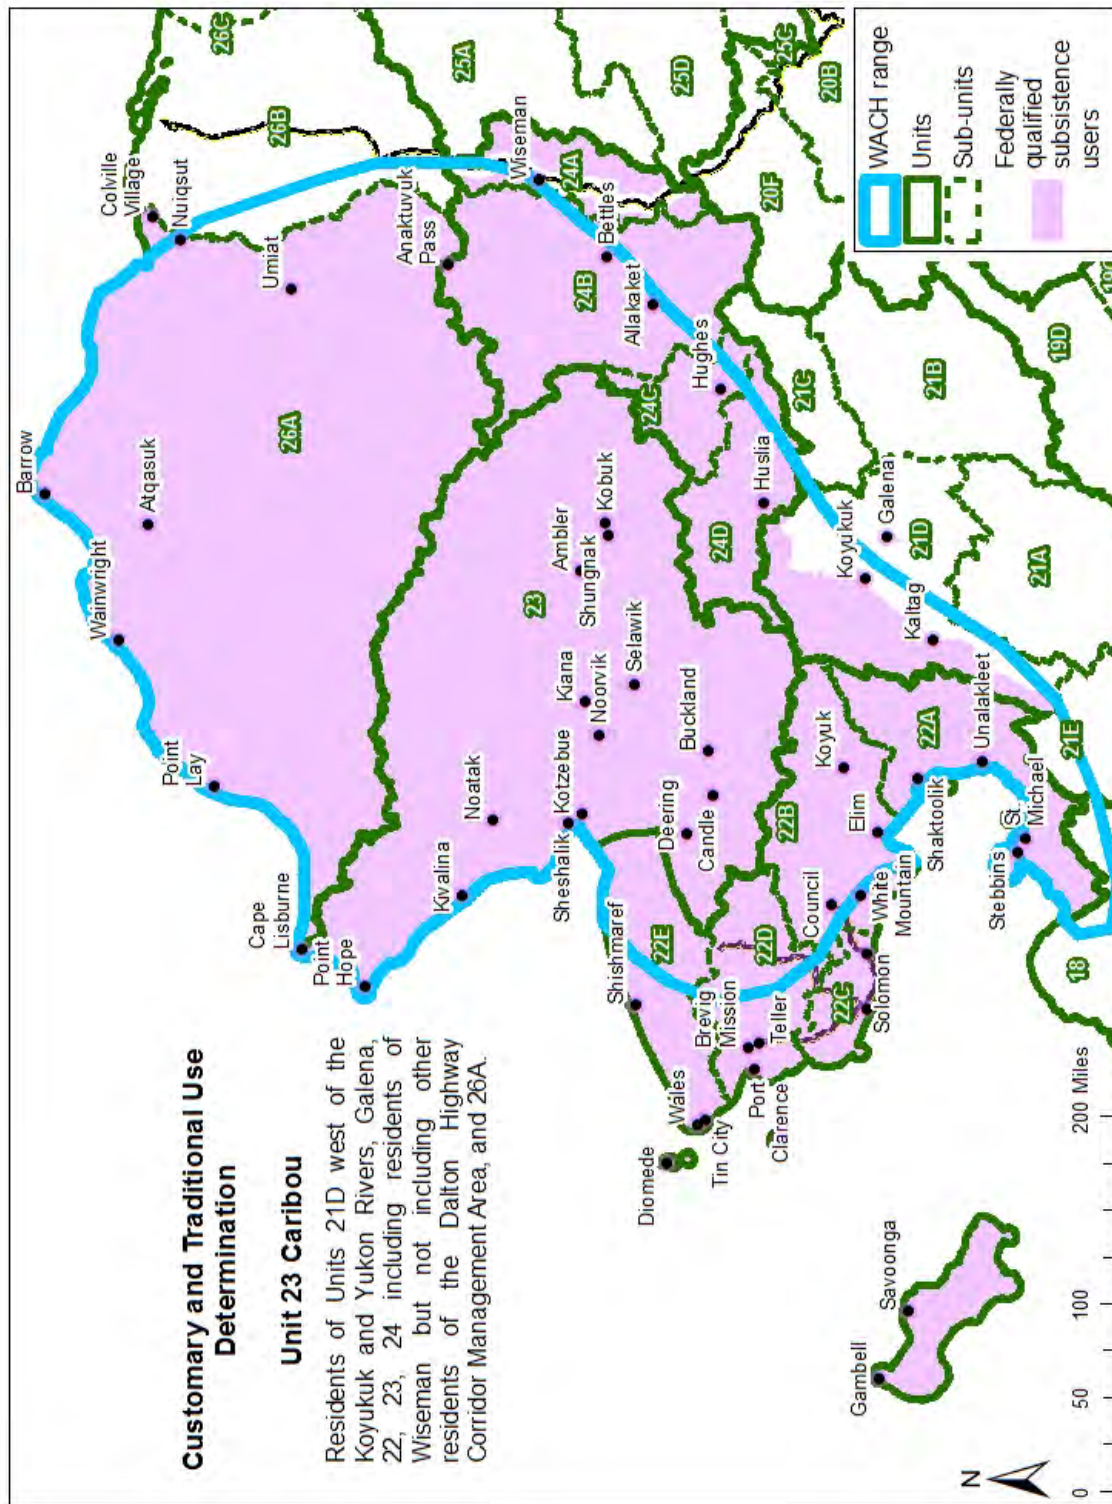 Customary and Traditional Use
Determination
Unit 23 Caribou
Residents of Units 21D west of the
Koyukuk and Yukon Rivers, Galena,
22, 23, 24 including residents of
Wiseman but not including other
residents of the Dalton Highway
Corridor Management Area, and 26A.
Barrow
Wainwright
Atqasuk
Point
Lay
Cape
Lisburne
Point
Hope
Colville
Village
Nuiqsut
Umiat
Anaktuvuk
Pass
26A
26B
26C
25A
25D
25C
20B
20F
Wiseman
24A
Bettles
24B
Allakaket
Hughes
24C
Huslia
24D
21C
21B
19D
Koyukuk
Galena
21D
21A
Kaltag
Kivalina
Noatak
23
Ambler
Shungnak
Kobuk
Kiana
Noorvik
Selawik
Sheshalik
Kotzebue
Buckland
Deering
Candle
Shishmaref
22E
22D
22B
Koyuk
Elim
22A
Shaktoolik
Unalakleet
21E
(St.
Michael
Stebbins
18
Council
White
Mountain
22C
Solomon
Brevig
Mission
Teller
Port
Clarence
Wales
Tin City
Diomede
Savoonga
Gambell
N
0 50 100 200 Miles
WACH range
Units
Sub-units
Federally
qualified
subsistence
users